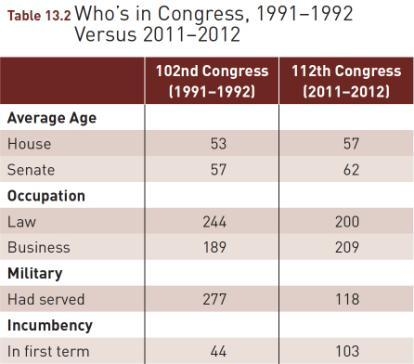 Table 13.2 Who's in Congress, 1991–1992
Versus 2011–2012
102nd Congress 112th Congress
(1991–1992) (2011–2012)
Average Age
House 53 57
Senate 57 62
Occupation
Law 244 200
Business 189 209
Military
Had served 277 118
Incumbency
In first term 44 103